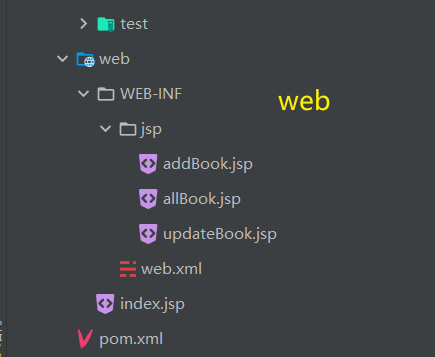 test
web
WEB-INF
web
jsp
addBook.jsp
allBook.jsp
updateBook.jsp
web.xml
index.jsp
pom.xml